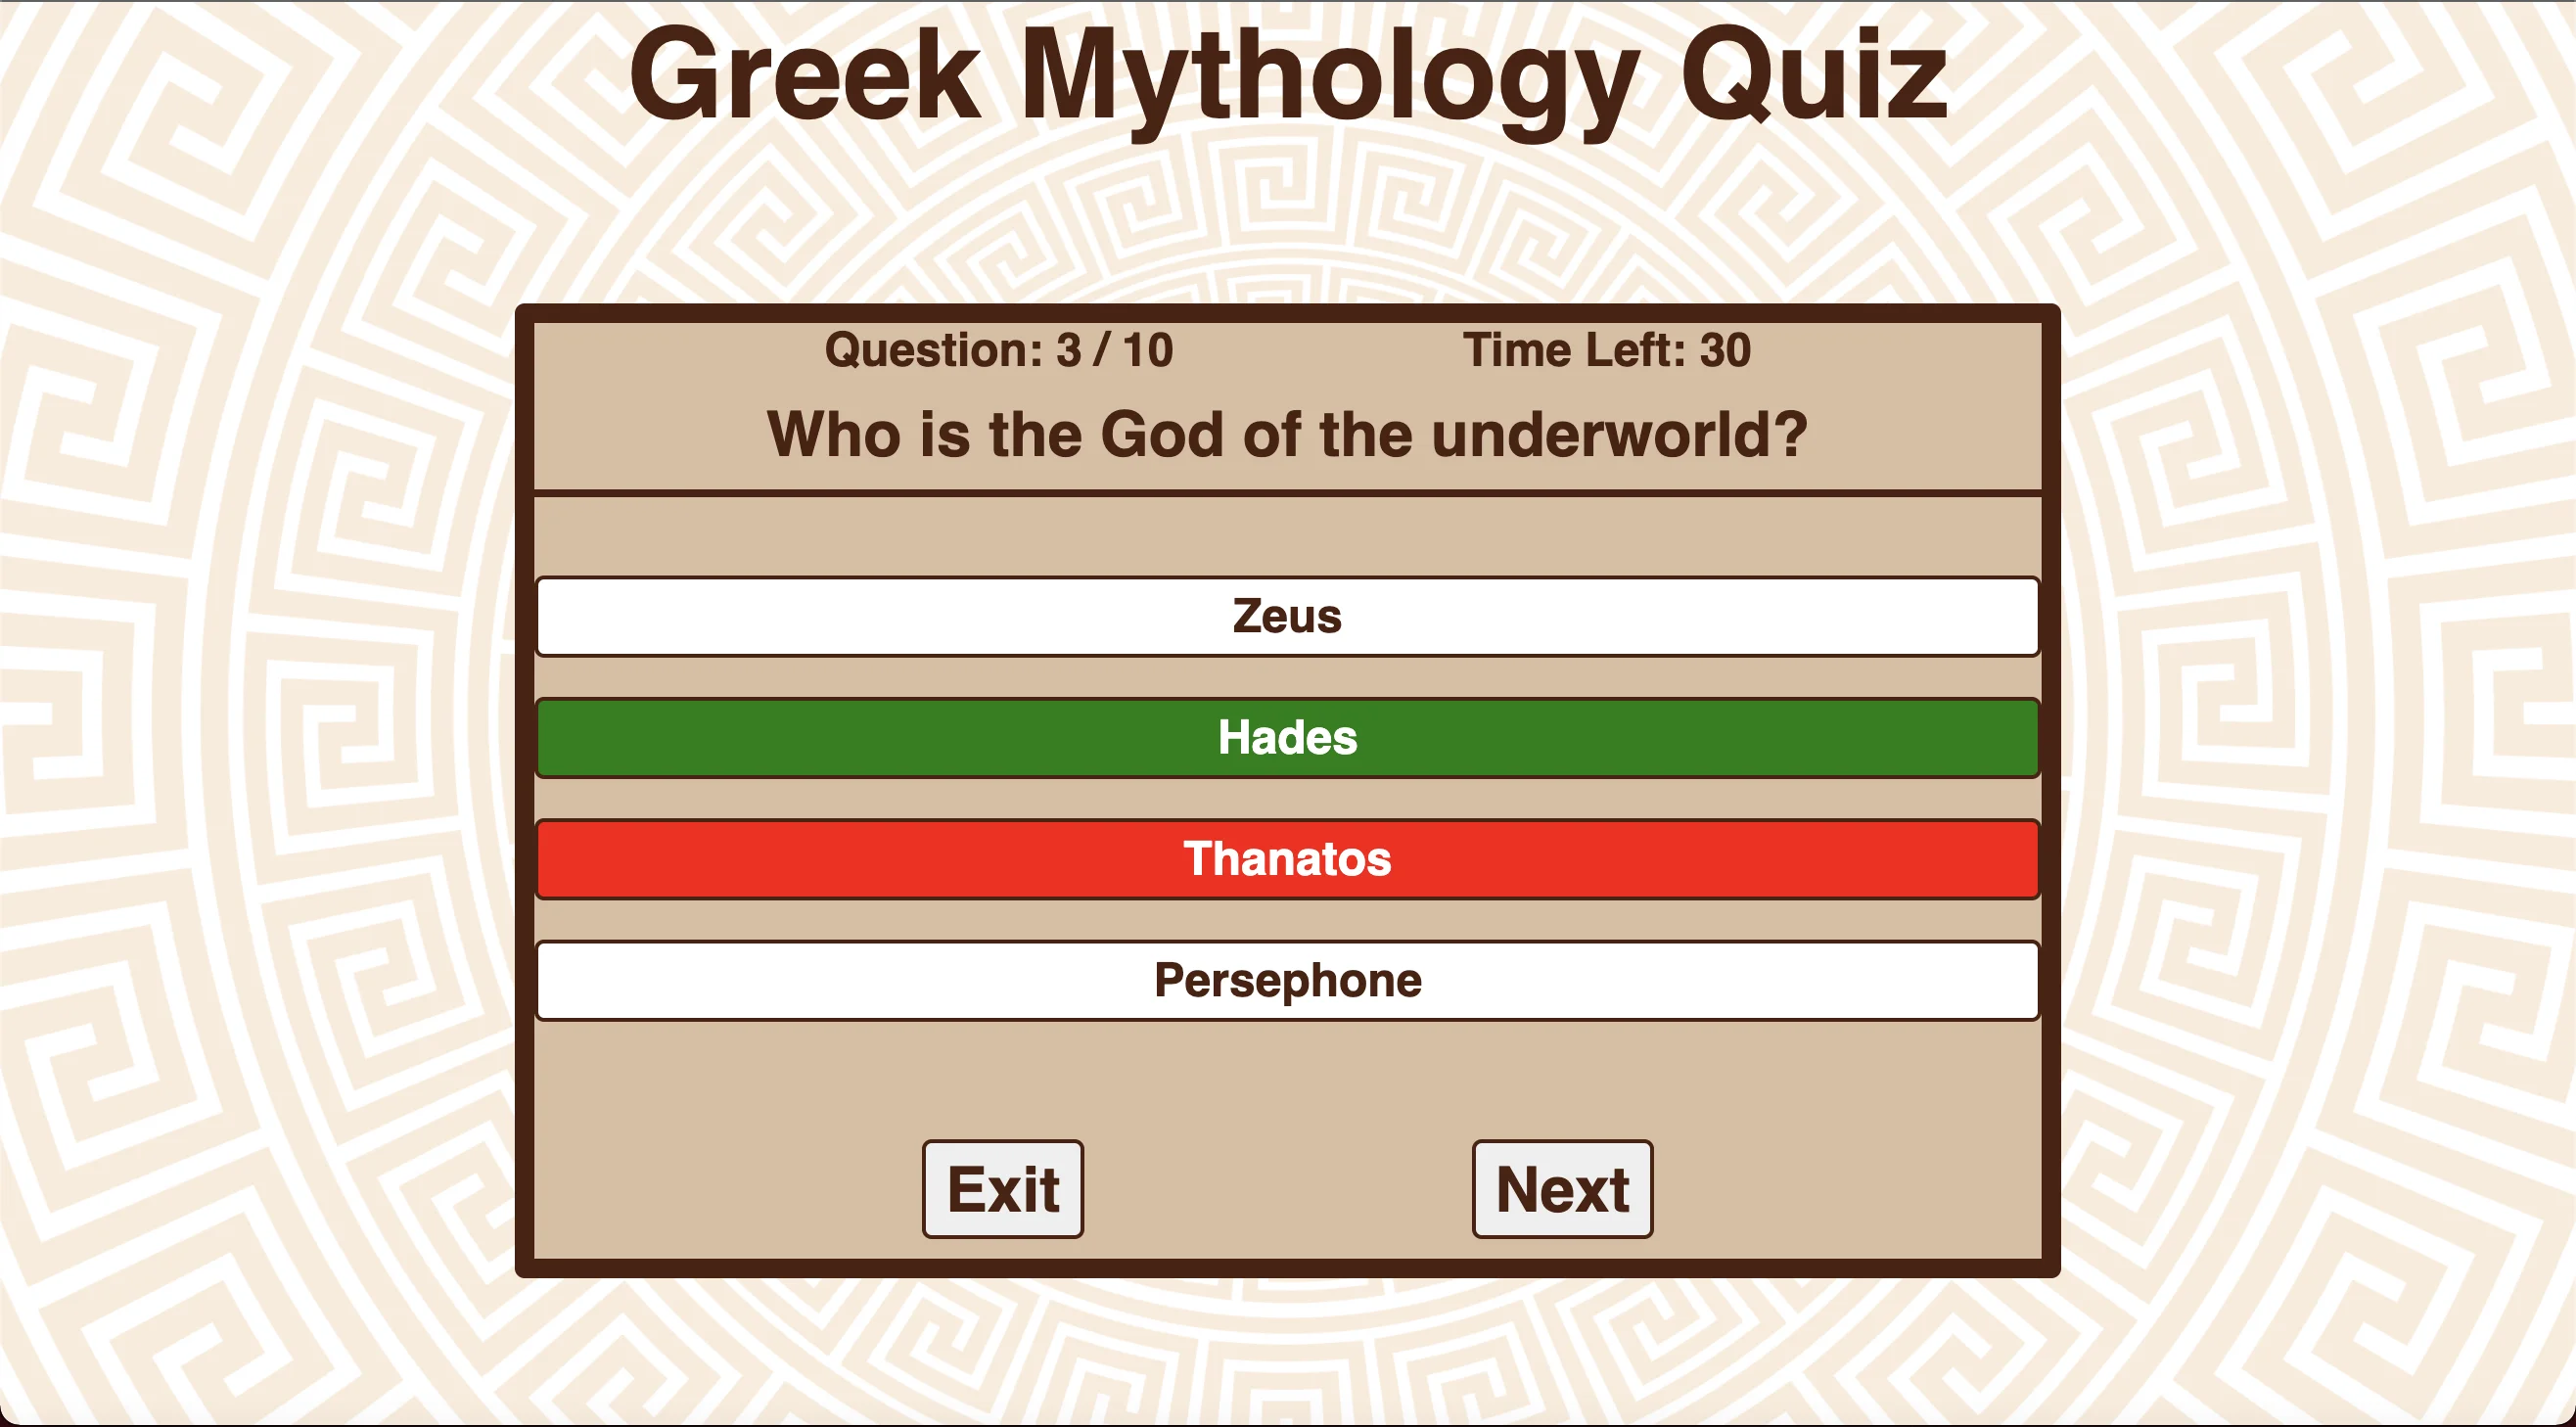 Greek Mythology Quiz
Question: 3 / 10 Time Left: 30
Who is the God of the underworld?
Zeus
Hades
Thanatos
Persephone
Exit Next